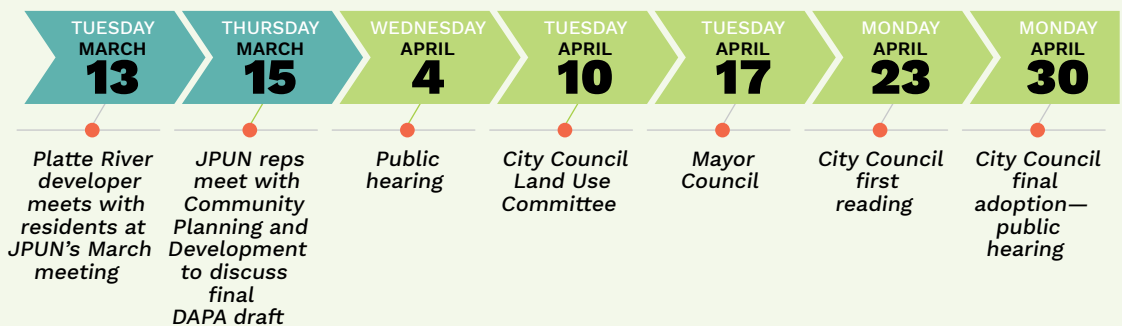 TUESDAY
MARCH
13
Platte River
developer
meets with
residents at
JPUN's March
meeting
THURSDAY
MARCH
15
JPUN reps
meet with
Community
Planning and
Development
to discuss
final
DAPA draft
WEDNESDAY
APRIL
4
Public
hearing
TUESDAY
APRIL
10
City Council
Land Use
Committee
TUESDAY
APRIL
17
Mayor
Council
MONDAY
APRIL
23
City Council
first
reading
MONDAY
APRIL
30
City Council
final
adoption—
public
hearing